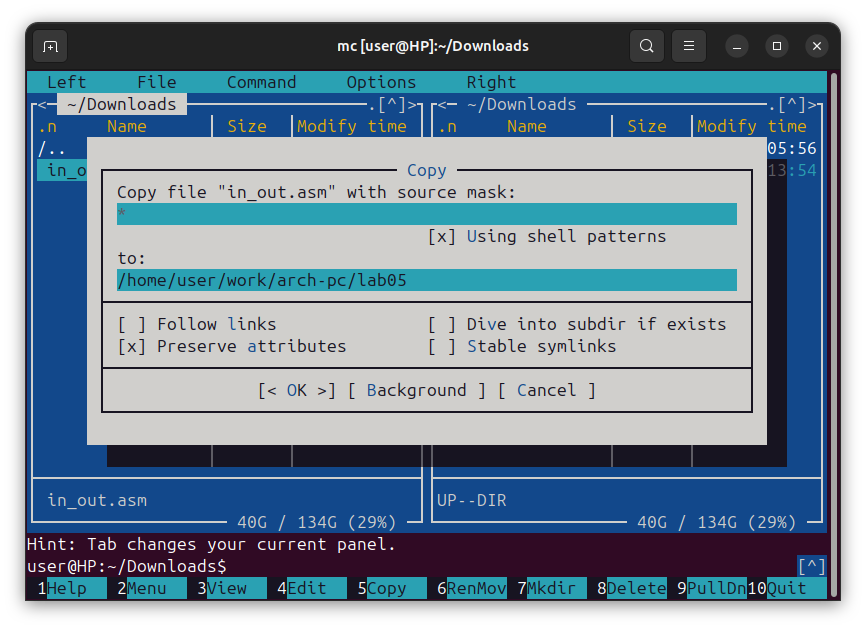 mc [user@HP]:~/Downloads
Left File Command Options Right
<- ~/Downloads .[^]> <- ~/Downloads .[^]>
.n Name Size Modify time .n Name Size Modify time
/.. 05:56
in_o 13:54
Copy
Copy file "in_out.asm" with source mask:
*
[x] Using shell patterns
to:
/home/user/work/arch-pc/lab05
[ ] Follow links [ ] Dive into subdir if exists
[x] Preserve attributes [ ] Stable symlinks
[< OK >] [ Background ] [ Cancel ]
in_out.asm UP--DIR
40G / 134G (29%) 40G / 134G (29%)
Hint: Tab changes your current panel.
user@HP:~/Downloads$ [^]
1Help 2Menu 3View 4Edit 5Copy 6RenMov 7Mkdir 8Delete 9PullDn 10Quit